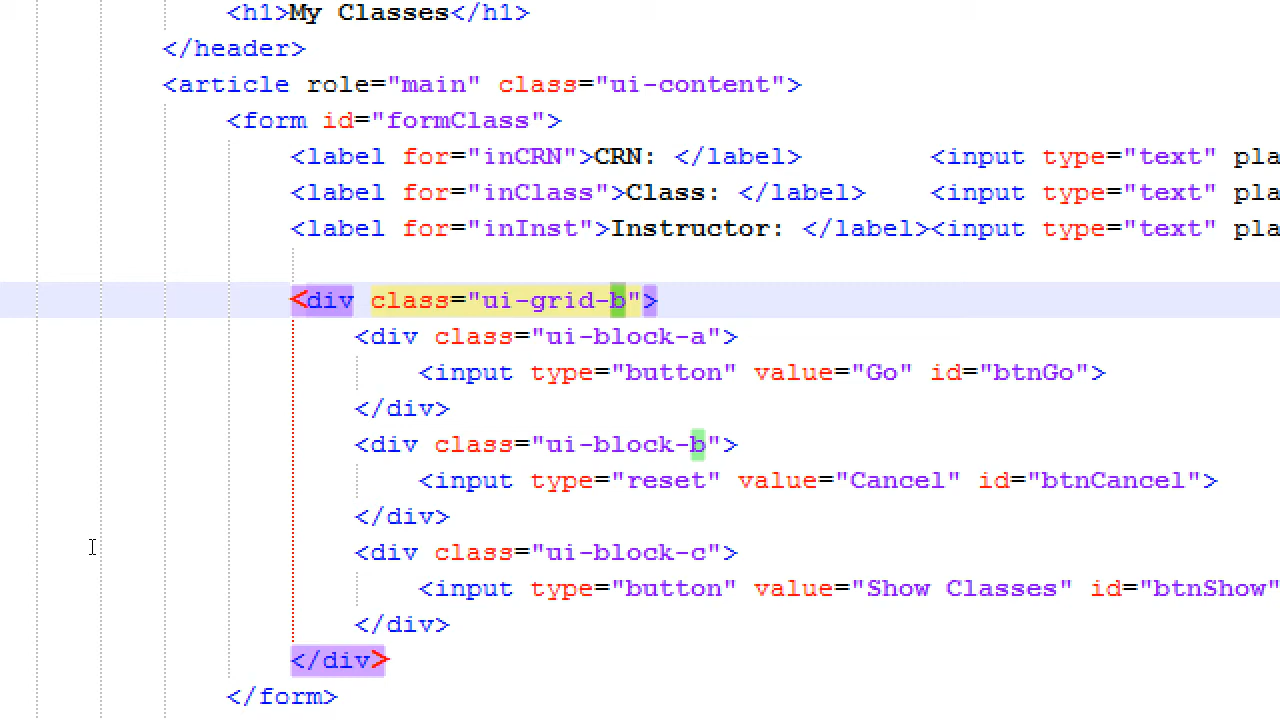 <h1>My Classes</h1>
</header>
<article role="main" class="ui-content">
<form id="formClass">
<label for="inCRN">CRN: </label> <input type="text" pla
<label for="inClass">Class: </label> <input type="text" pla
<label for="inInst">Instructor: </label><input type="text" pla
<div class="ui-grid-b">
<div class="ui-block-a">
<input type="button" value="Go" id="btnGo">
</div>
<div class="ui-block-b">
<input type="reset" value="Cancel" id="btnCancel">
</div>
<div class="ui-block-c">
<input type="button" value="Show Classes" id="btnShow"
</div>
</div>
</form>